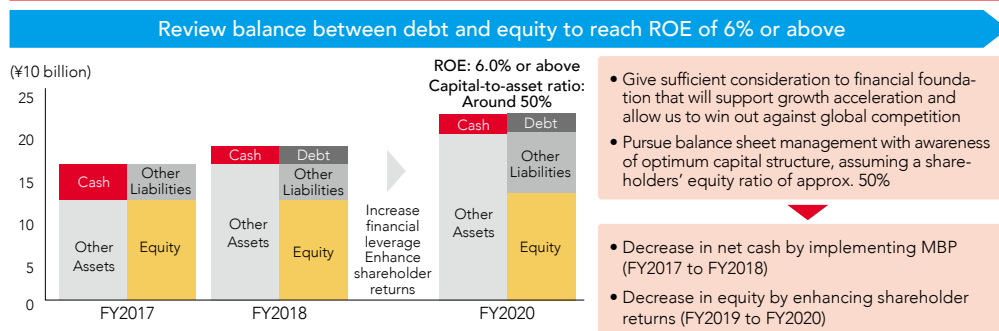 Review balance between debt and equity to reach ROE of 6% or above
(¥10 billion)
25
20
15
10
5
0
Cash
Other
Assets
Other
Liabilities
Equity
FY2017
Cash
Other
Assets
Debt
Other
Liabilities
Equity
FY2018
Increase
financial
leverage
Enhance
shareholder
returns
ROE: 6.0% or above
Capital-to-asset ratio:
Around 50%
Cash
Other
Assets
Debt
Other
Liabilities
Equity
FY2020
• Give sufficient consideration to financial founda-
tion that will support growth acceleration and
allow us to win out against global competition
• Pursue balance sheet management with awareness
of optimum capital structure, assuming a share-
holders' equity ratio of approx. 50%
• Decrease in net cash by implementing MBP
(FY2017 to FY2018)
• Decrease in equity by enhancing shareholder
returns (FY2019 to FY2020)